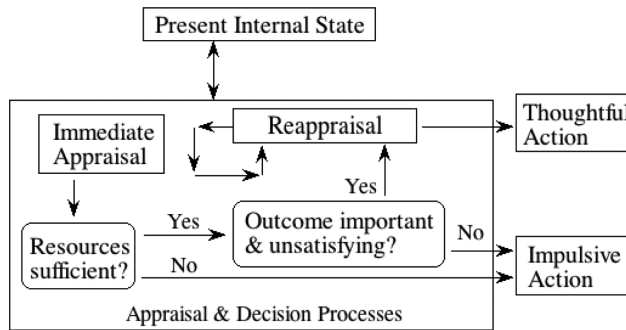 Present Internal State
Immediate
Appraisal
Reappraisal
Thoughtful
Action
Yes
Resources
sufficient?
Yes
No
Outcome important
& unsatisfying?
No
Impulsive
Action
Appraisal & Decision Processes